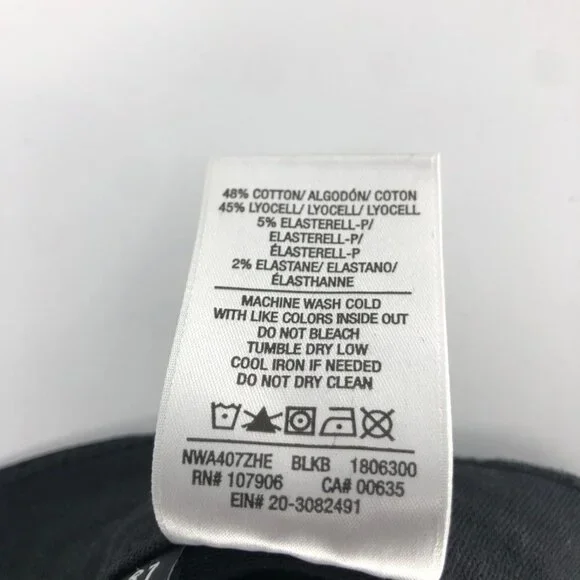 48% COTTON/ ALGODÓN/ COTON
45% LYOCELL/ LYOCELL/ LYOCELL
5% ELASTERELL-P/
ELASTERELL-P/
ÉLASTERELL-P
2% ELASTANE/ ELASTANO/
ÉLASTHANNE
MACHINE WASH COLD
WITH LIKE COLORS INSIDE OUT
DO NOT BLEACH
TUMBLE DRY LOW
COOL IRON IF NEEDED
DO NOT DRY CLEAN
NWA407ZHE BLKB 1806300
RN# 107906 CA# 00635
EIN# 20-3082491